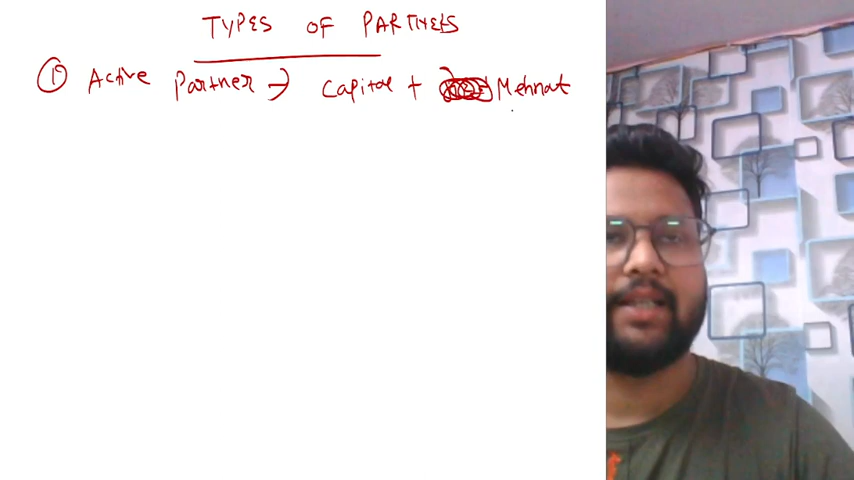 TYPES OF PARTNERS
① Active Partner → Capital + Mehnat